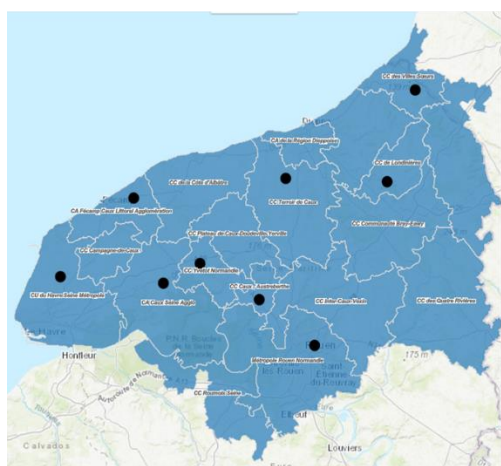 CC des Villes Sœurs
CA de la Région Dieppoise
CC de Londinières
CC de la Côte d'Albâtre
CC Terroir de Caux
CA Fécamp Caux Littoral Agglomération
CC Communauté Bray-Eawy
CC Plateau de Caux-Doudeville-Yerville
CC Campagne de Caux
CC Yvetot Normandie
CU du Havre Seine Métropole
CA Caux Seine Agglo
CC Caux - Austreberthe
CC Inter-Caux-Vexin
CC des Quatre Rivières
Métropole Rouen Normandie
Honfleur
175 m
CC Roumois Seine
Elbeuf
Louviers
Autoroute de Normandie
Calvados